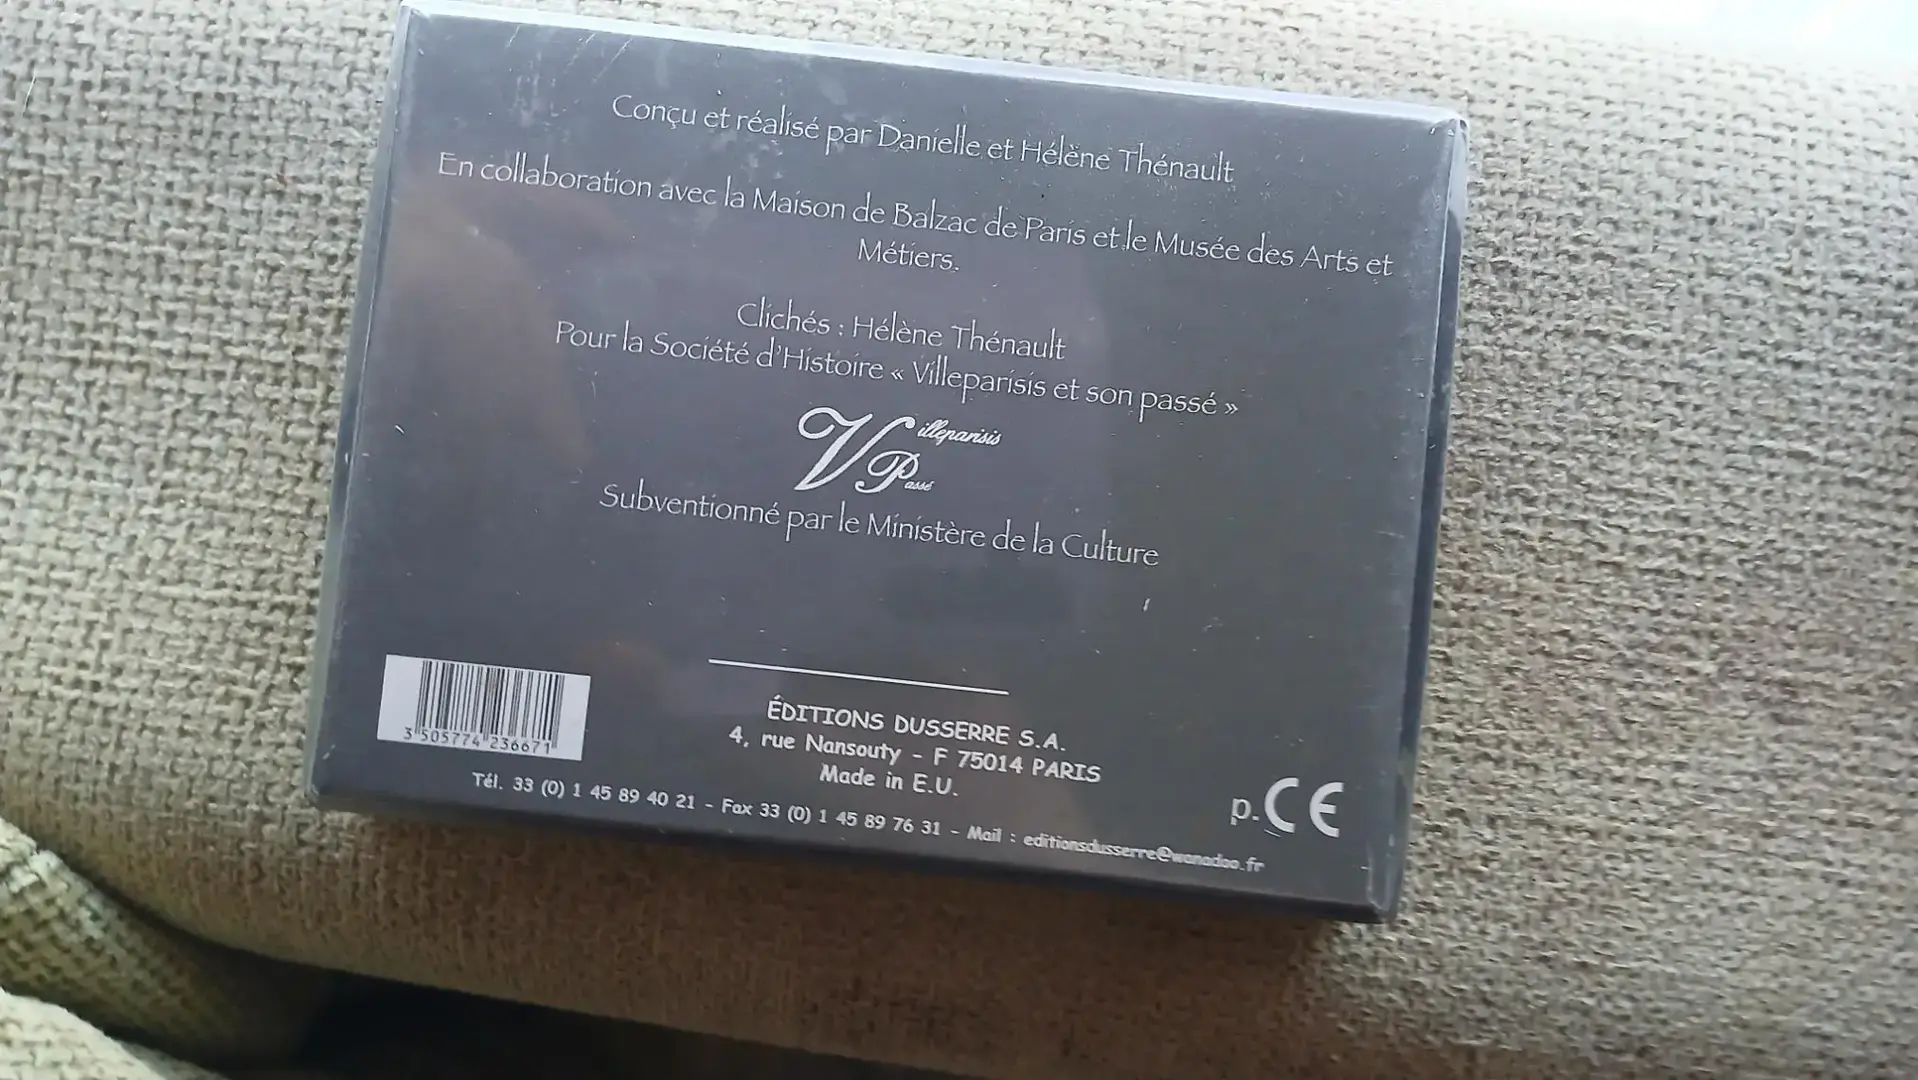 Conçu et réalisé par Danielle et Hélène Thénault
En collaboration avec la Maison de Balzac de Paris et le Musée des Arts et
Métiers.
Clichés : Hélène Thénault
Pour la Société d'Histoire « Villeparisis et son passé »
Villeparisis
Passé
Subventionné par le Ministère de la Culture
ÉDITIONS DUSSERRE S.A.
4, rue Nansouty - F 75014 PARIS
Made in E.U.
3 505774 236671
Tél. 33 (0) 1 45 89 40 21 - Fax 33 (0) 1 45 89 76 31 - Mail : editionsdusserre@wanadoo.fr
p. CE